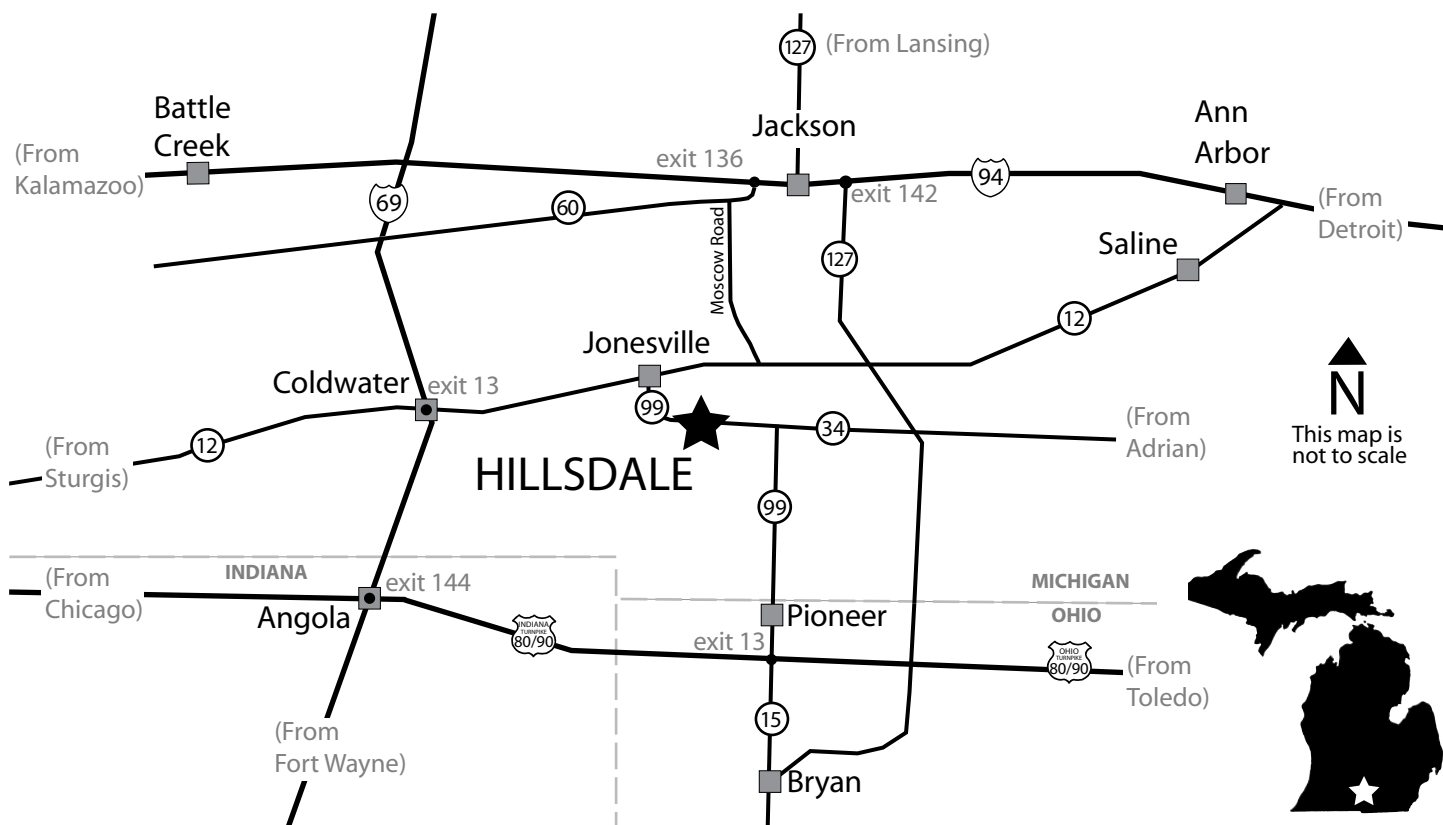 127
(From Lansing)
Battle
Creek
Jackson
Ann
Arbor
(From
Kalamazoo)
exit 136
94
exit 142
69
60
(From
Detroit)
Moscow Road
127
Saline
12
Jonesville
Coldwater
exit 13
99
34
(From
Adrian)
N
This map is
not to scale
12
(From
Sturgis)
HILLSDALE
99
INDIANA
MICHIGAN
OHIO
(From
Chicago)
exit 144
Angola
Pioneer
INDIANA
TURNPIKE
80/90
exit 13
OHIO
TURNPIKE
80/90
(From
Toledo)
15
(From
Fort Wayne)
Bryan